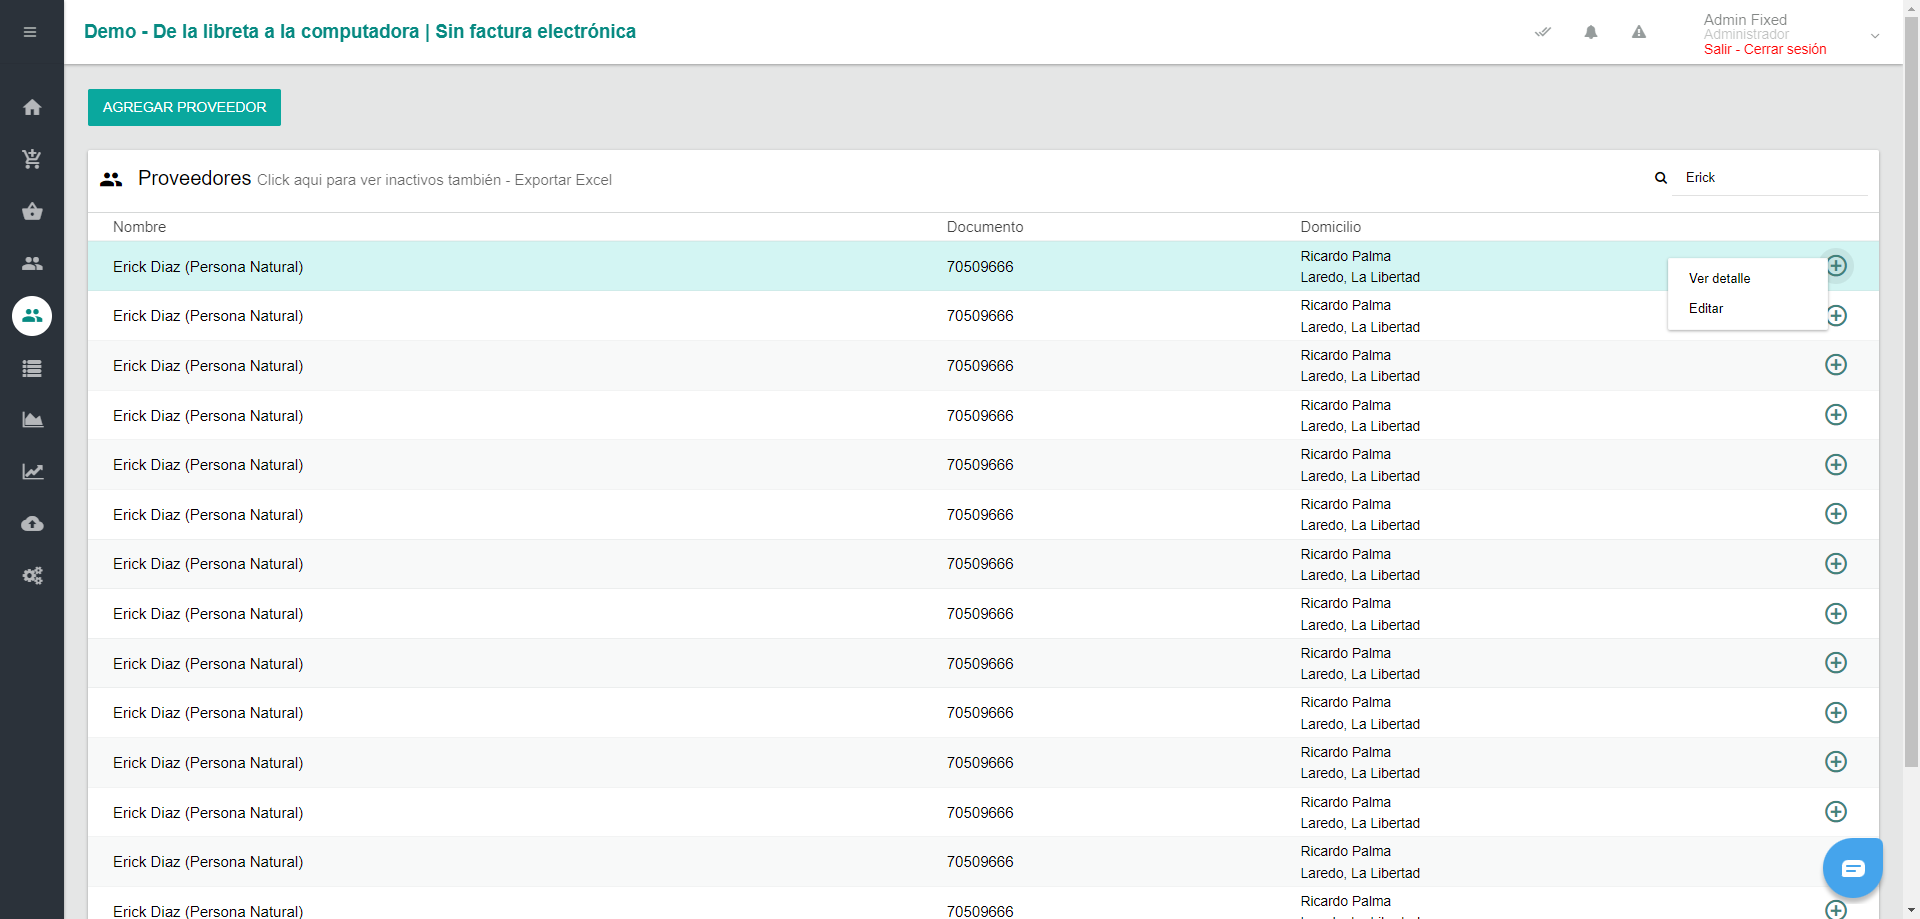 Demo - De la libreta a la computadora | Sin factura electrónica
Admin Fixed
Administrador
Salir - Cerrar sesión
AGREGAR PROVEEDOR
Proveedores Click aqui para ver inactivos también - Exportar Excel
Erick
Nombre Documento Domicilio
Erick Diaz (Persona Natural) 70509666 Ricardo Palma
Laredo, La Libertad
Ver detalle
Editar
Erick Diaz (Persona Natural) 70509666 Ricardo Palma
Laredo, La Libertad
Erick Diaz (Persona Natural) 70509666 Ricardo Palma
Laredo, La Libertad
Erick Diaz (Persona Natural) 70509666 Ricardo Palma
Laredo, La Libertad
Erick Diaz (Persona Natural) 70509666 Ricardo Palma
Laredo, La Libertad
Erick Diaz (Persona Natural) 70509666 Ricardo Palma
Laredo, La Libertad
Erick Diaz (Persona Natural) 70509666 Ricardo Palma
Laredo, La Libertad
Erick Diaz (Persona Natural) 70509666 Ricardo Palma
Laredo, La Libertad
Erick Diaz (Persona Natural) 70509666 Ricardo Palma
Laredo, La Libertad
Erick Diaz (Persona Natural) 70509666 Ricardo Palma
Laredo, La Libertad
Erick Diaz (Persona Natural) 70509666 Ricardo Palma
Laredo, La Libertad
Erick Diaz (Persona Natural) 70509666 Ricardo Palma
Laredo, La Libertad
Erick Diaz (Persona Natural) 70509666 Ricardo Palma
Laredo, La Libertad
Erick Diaz (Persona Natural) 70509666 Ricardo Palma